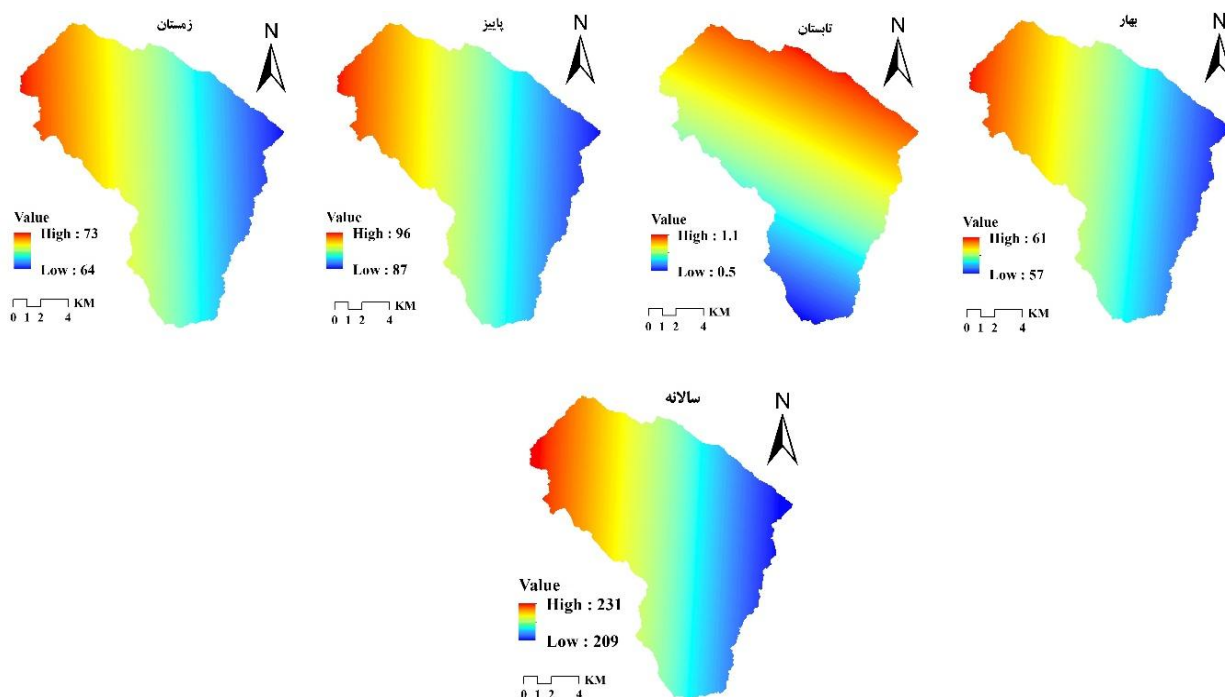 زمستان
N
Value
High : 73
Low : 64
KM
0 1 2 4
پاییز
N
Value
High : 96
Low : 87
KM
0 1 2 4
تابستان
N
Value
High : 1.1
Low : 0.5
KM
0 1 2 4
بهار
N
Value
High : 61
Low : 57
KM
0 1 2 4
سالانه
N
Value
High : 231
Low : 209
KM
0 1 2 4